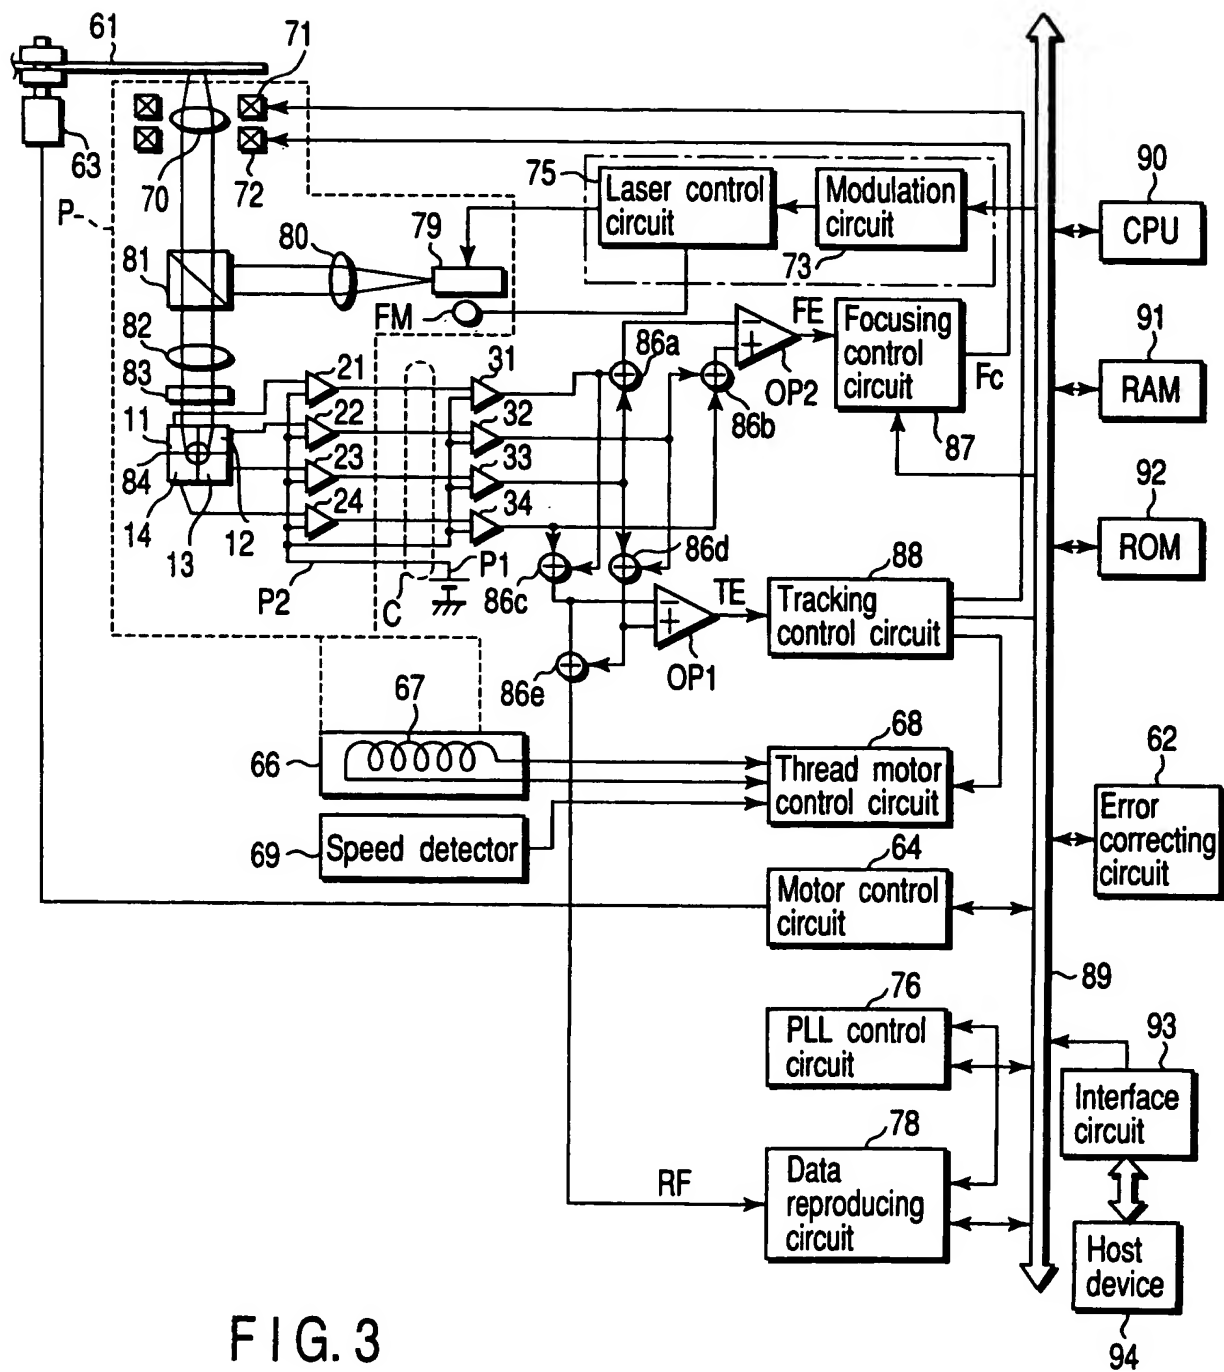 61
71
63
70
72
P
75
Laser control
circuit
Modulation
circuit
73
90
CPU
79
80
81
FM
82
83
21
31
86a
FE
OP2
Focusing
control
circuit
Fc
87
91
RAM
22
32
86b
11
84
23
33
24
34
14
13
12
P2
C
P1
86c
86d
TE
88
Tracking
control circuit
92
ROM
OP1
86e
67
66
68
Thread motor
control circuit
62
Error
correcting
circuit
69
Speed detector
64
Motor control
circuit
89
76
PLL control
circuit
93
Interface
circuit
78
RF
Data
reproducing
circuit
Host
device
94
FIG.3